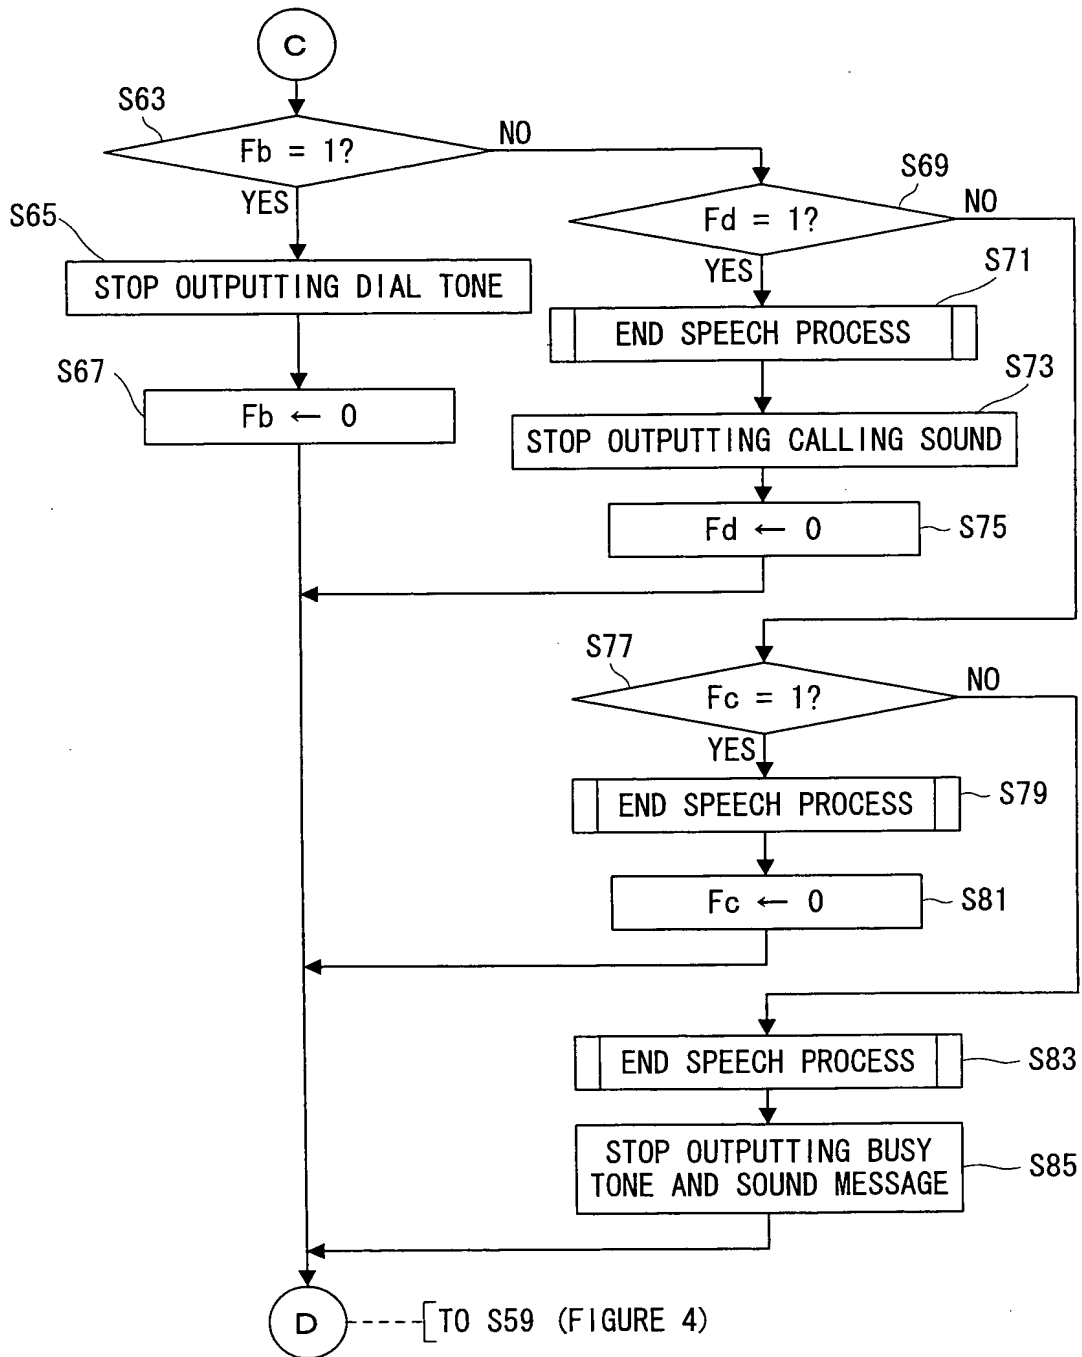 C
S63
Fb = 1?
NO
YES
S65
STOP OUTPUTTING DIAL TONE
S67
Fb ← 0
S69
Fd = 1?
NO
YES
S71
END SPEECH PROCESS
S73
STOP OUTPUTTING CALLING SOUND
Fd ← 0
S75
S77
Fc = 1?
NO
YES
END SPEECH PROCESS
S79
Fc ← 0
S81
END SPEECH PROCESS
S83
STOP OUTPUTTING BUSY
TONE AND SOUND MESSAGE
S85
D
TO S59 (FIGURE 4)